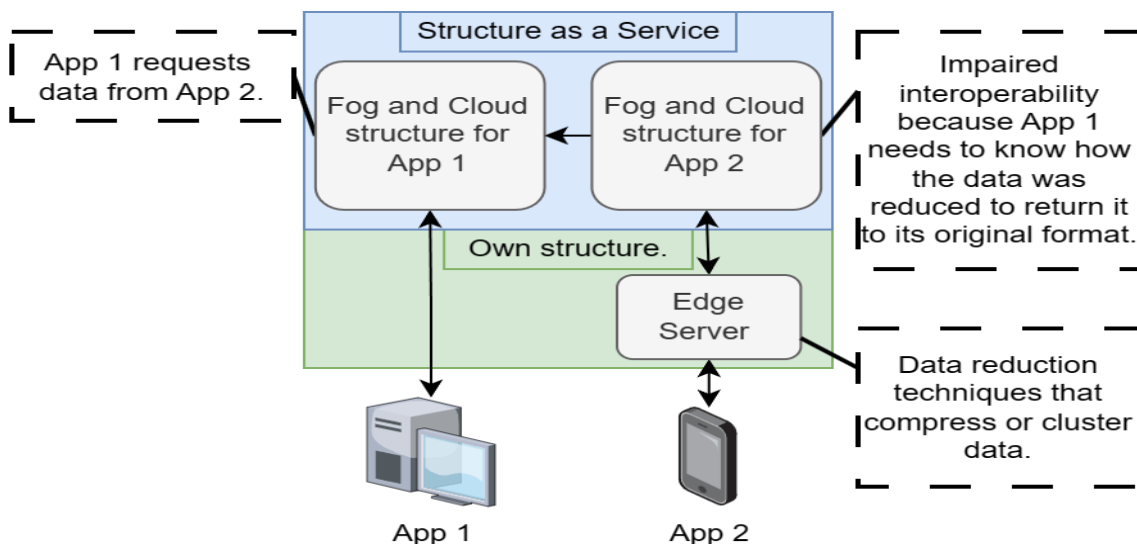 Structure as a Service
App 1 requests
data from App 2.
Fog and Cloud
structure for
App 1
Fog and Cloud
structure for
App 2
Impaired
interoperability
because App 1
needs to know how
the data was
reduced to return it
to its original format.
Own structure.
Edge
Server
Data reduction
techniques that
compress or cluster
data.
App 1
App 2